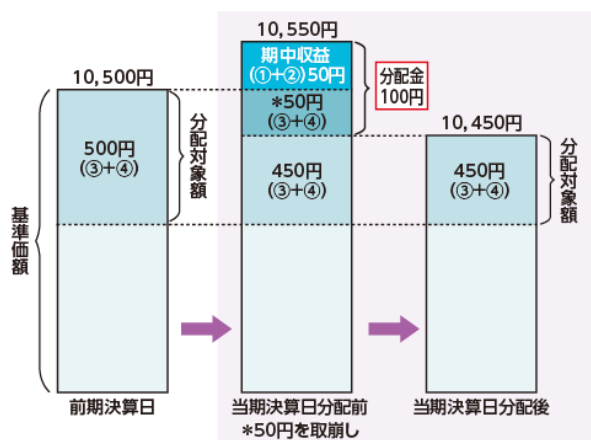 10,550円
期中収益
(①+②)50円
分配金
100円
10,500円
*50円
(③+④)
10,450円
500円
(③+④)
分配対象額
450円
(③+④)
450円
(③+④)
分配対象額
基準価額
前期決算日
当期決算日分配前
当期決算日分配後
*50円を取崩し